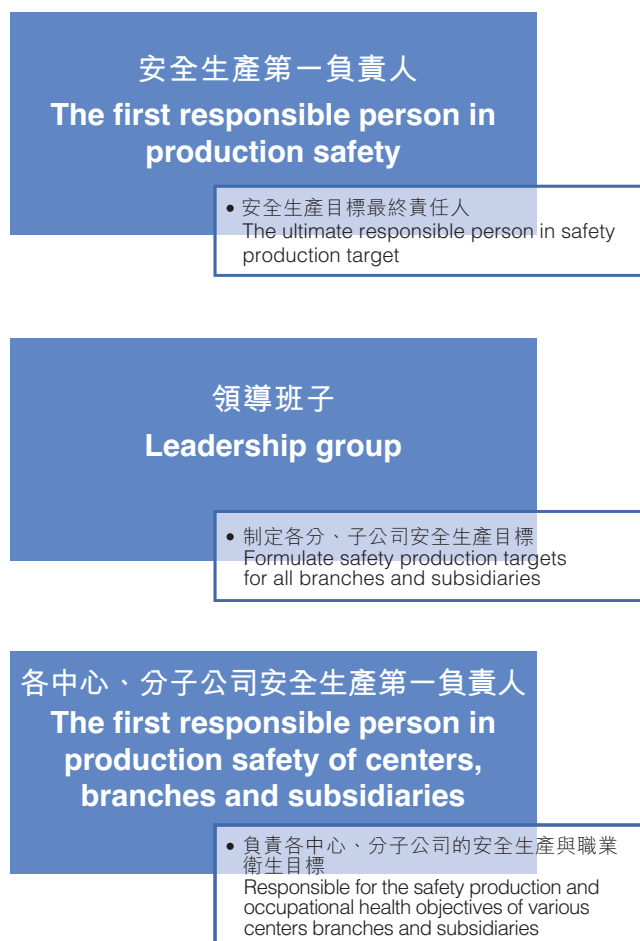 安全生產第一負責人
The first responsible person in
production safety
• 安全生產目標最終責任人
The ultimate responsible person in safety
production target
領導班子
Leadership group
• 制定各分、子公司安全生產目標
Formulate safety production targets
for all branches and subsidiaries
各中心、分子公司安全生產第一負責人
The first responsible person in
production safety of centers,
branches and subsidiaries
• 負責各中心、分子公司的安全生產與職業
衛生目標
Responsible for the safety production and
occupational health objectives of various
centers branches and subsidiaries